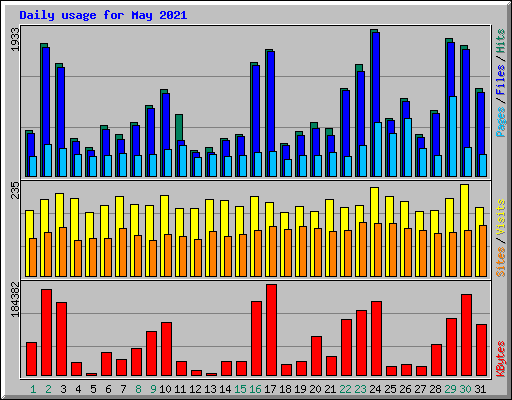 Daily usage for May 2021
1933
Pages / Files / Hits
235
Sites / Visits
184382
KBytes
1 2 3 4 5 6 7 8 9 10 11 12 13 14 15 16 17 18 19 20 21 22 23 24 25 26 27 28 29 30 31